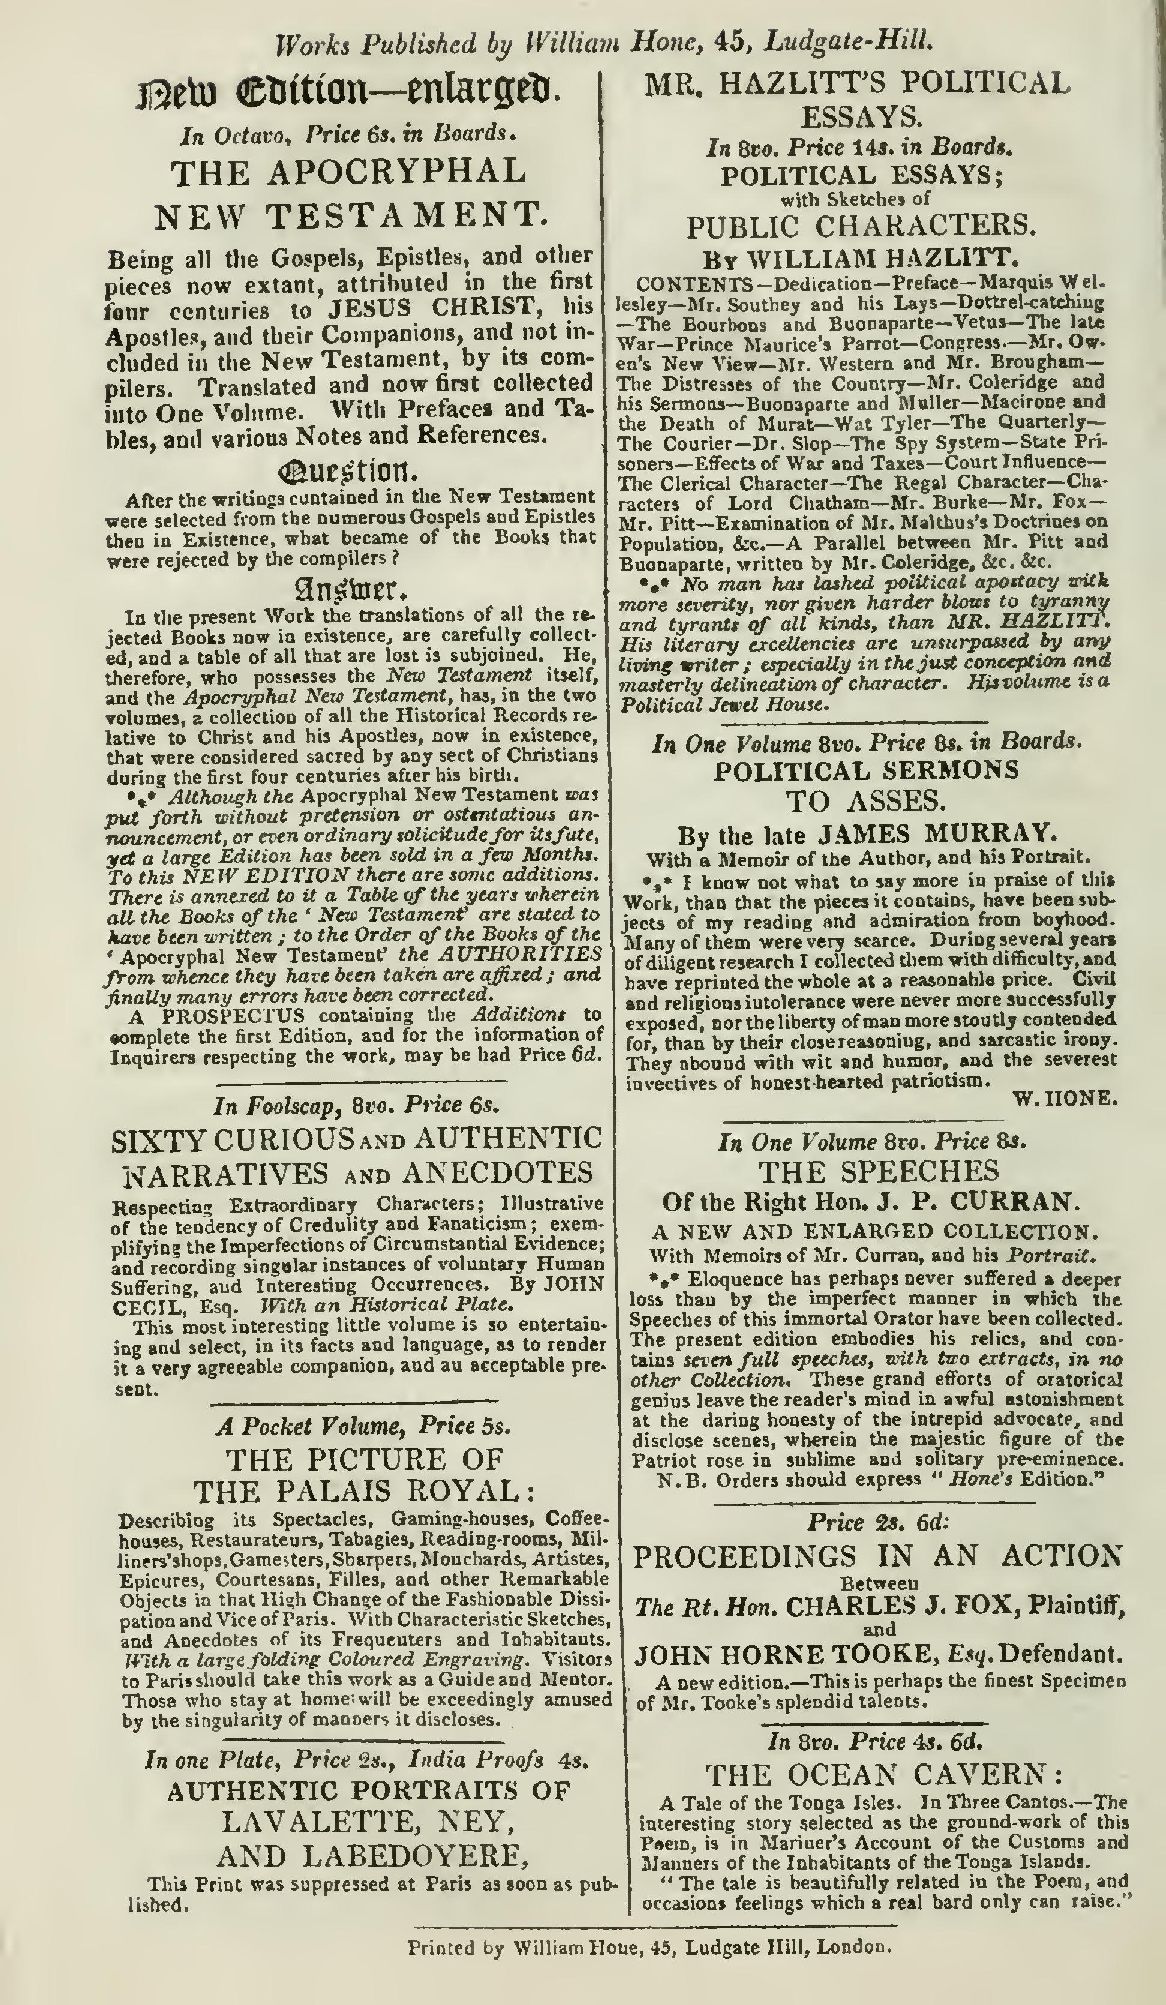 Works Published by William Hone, 45, Ludgate-Hill.
New Edition—enlarged.
In Octavo, Price 6s. in Boards.
THE APOCRYPHAL
NEW TESTAMENT.
Being all the Gospels, Epistles, and other
pieces now extant, attributed in the first
four centuries to JESUS CHRIST, his
Apostles, and their Companions, and not in-
cluded in the New Testament, by its com-
pilers. Translated and now first collected
into One Volume. With Prefaces and Ta-
bles, and various Notes and References.
Question.
After the writings contained in the New Testament
were selected from the numerous Gospels and Epistles
then in Existence, what became of the Books that
were rejected by the compilers?
Answer.
In the present Work the translations of all the re-
jected Books now in existence, are carefully collect-
ed, and a table of all that are lost is subjoined. He,
therefore, who possesses the New Testament itself,
and the Apocryphal New Testament, has, in the two
volumes, a collection of all the Historical Records re-
lative to Christ and his Apostles, now in existence,
that were considered sacred by any sect of Christians
during the first four centuries after his birth.
*** Although the Apocryphal New Testament was
put forth without pretension or ostentatious an-
nouncement, or even ordinary solicitude for its fate,
yet a large Edition has been sold in a few Months.
To this NEW EDITION there are some additions.
There is annexed to it a Table of the years wherein
all the Books of the ‘ New Testament’ are stated to
have been written ; to the Order of the Books of the
‘ Apocryphal New Testament’ the AUTHORITIES
from whence they have been taken are affixed ; and
finally many errors have been corrected.
A PROSPECTUS containing the Additions to
complete the first Edition, and for the information of
Inquirers respecting the work, may be had Price 6d.
In Foolscap, 8vo. Price 6s.
SIXTY CURIOUS AND AUTHENTIC
NARRATIVES AND ANECDOTES
Respecting Extraordinary Characters; Illustrative
of the tendency of Credulity and Fanaticism ; exem-
plifying the Imperfections of Circumstantial Evidence;
and recording singular instances of voluntary Human
Suffering, and Interesting Occurrences. By JOHN
CECIL, Esq. With an Historical Plate.
This most interesting little volume is so entertain-
ing and select, in its facts and language, as to render
it a very agreeable companion, and au acceptable pre-
sent.
A Pocket Volume, Price 5s.
THE PICTURE OF
THE PALAIS ROYAL :
Describing its Spectacles, Gaming-houses, Coffee-
houses, Restaurateurs, Tabagies, Reading-rooms, Mil-
liners'shops, Gamesters, Sharpers, Mouchards, Artistes,
Epicures, Courtesans, Filles, and other Remarkable
Objects in that High Change of the Fashionable Dissi-
pation and Vice of Paris. With Characteristic Sketches,
and Anecdotes of its Frequenters and Inhabitants.
With a large folding Coloured Engraving. Visitors
to Paris should take this work as a Guide and Mentor.
Those who stay at home will be exceedingly amused
by the singularity of manners it discloses.
In one Plate, Price 2s., India Proofs 4s.
AUTHENTIC PORTRAITS OF
LAVALETTE, NEY,
AND LABEDOYERE,
This Print was suppressed at Paris as soon as pub-
lished.
MR. HAZLITT'S POLITICAL
ESSAYS.
In 8vo. Price 14s. in Boards.
POLITICAL ESSAYS;
with Sketches of
PUBLIC CHARACTERS.
BY WILLIAM HAZLITT.
CONTENTS—Dedication—Preface—Marquis Wel-
lesley—Mr. Southey and his Lays—Dottrel-catching
—The Bourbons and Buonaparte—Vetus—The late
War—Prince Maurice's Parrot—Congress.—Mr. Ow-
en's New View—Mr. Western and Mr. Brougham—
The Distresses of the Country—Mr. Coleridge and
his Sermons—Buonaparte and Muller—Macirone and
the Death of Murat—Wat Tyler—The Quarterly—
The Courier—Dr. Slop—The Spy System—State Pri-
soners—Effects of War and Taxes—Court Influence—
The Clerical Character—The Regal Character—Cha-
racters of Lord Chatham—Mr. Burke—Mr. Fox—
Mr. Pitt—Examination of Mr. Malthus's Doctrines on
Population, &c.—A Parallel between Mr. Pitt and
Buonaparte, written by Mr. Coleridge, &c. &c.
*** No man has lashed political apostacy with
more severity, nor given harder blows to tyranny
and tyrants of all kinds, than MR. HAZLITT.
His literary excellencies are unsurpassed by any
living writer ; especially in the just conception and
masterly delineation of character. His volume is a
Political Jewel House.
In One Volume 8vo. Price 8s. in Boards.
POLITICAL SERMONS
TO ASSES.
By the late JAMES MURRAY.
With a Memoir of the Author, and his Portrait.
*** I know not what to say more in praise of this
Work, than that the pieces it contains, have been sub-
jects of my reading and admiration from boyhood.
Many of them were very scarce. During several years
of diligent research I collected them with difficulty, and
have reprinted the whole at a reasonable price. Civil
and religious intolerance were never more successfully
exposed, nor the liberty of man more stoutly contended
for, than by their close reasoning, and sarcastic irony.
They abound with wit and humor, and the severest
invectives of honest-hearted patriotism.
W. HONE.
In One Volume 8vo. Price 8s.
THE SPEECHES
Of the Right Hon. J. P. CURRAN.
A NEW AND ENLARGED COLLECTION.
With Memoirs of Mr. Curran, and his Portrait.
*** Eloquence has perhaps never suffered a deeper
loss than by the imperfect manner in which the
Speeches of this immortal Orator have been collected.
The present edition embodies his relics, and con-
tains seven full speeches, with two extracts, in no
other Collection. These grand efforts of oratorical
genius leave the reader's mind in awful astonishment
at the daring honesty of the intrepid advocate, and
disclose scenes, wherein the majestic figure of the
Patriot rose in sublime and solitary pre-eminence.
N.B. Orders should express “ Hone's Edition.”
Price 2s. 6d:
PROCEEDINGS IN AN ACTION
Between
The Rt. Hon. CHARLES J. FOX, Plaintiff,
and
JOHN HORNE TOOKE, Esq. Defendant.
A new edition.—This is perhaps the finest Specimen
of Mr. Tooke's splendid talents.
In 8vo. Price 4s. 6d.
THE OCEAN CAVERN :
A Tale of the Tonga Isles. In Three Cantos.—The
interesting story selected as the ground-work of this
Poem, is in Mariner's Account of the Customs and
Manners of the Inhabitants of the Tonga Islands.
“ The tale is beautifully related in the Poem, and
occasions feelings which a real bard only can raise.”
Printed by William Hone, 45, Ludgate Hill, London.